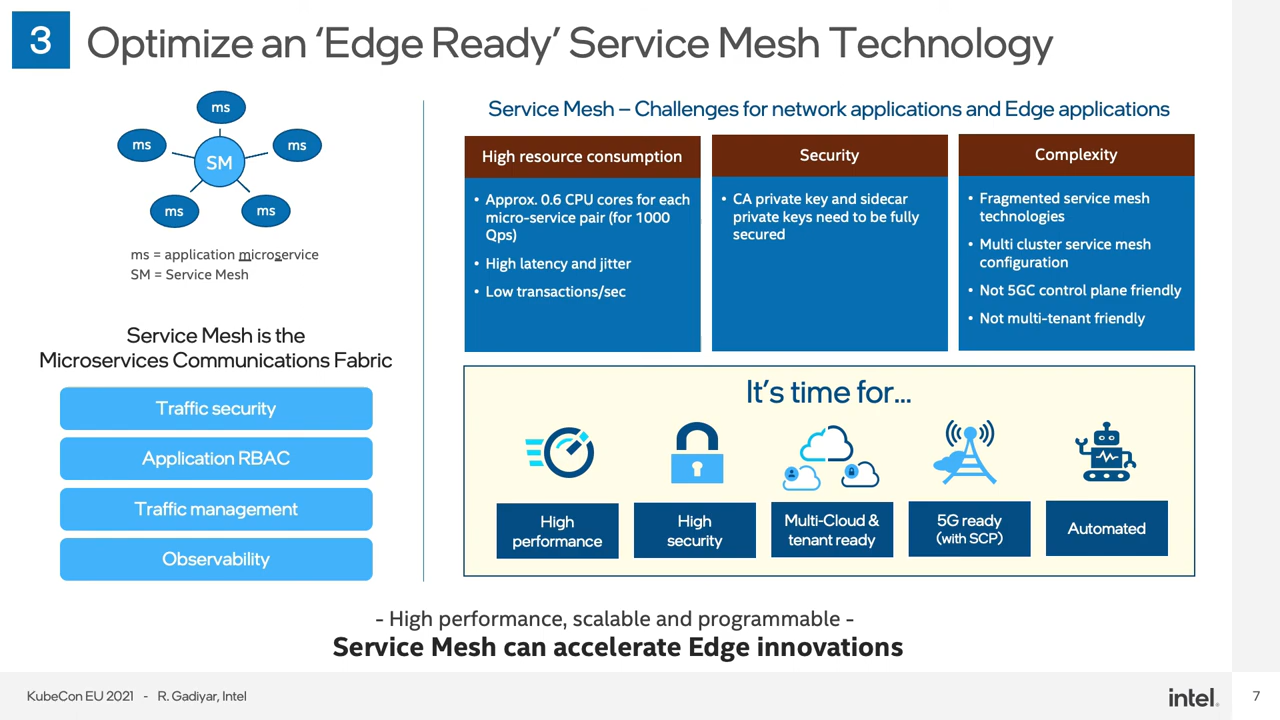 3
Optimize an ‘Edge Ready’ Service Mesh Technology
ms
ms
ms
SM
ms
ms
ms = application microservice
SM = Service Mesh
Service Mesh is the
Microservices Communications Fabric
Traffic security
Application RBAC
Traffic management
Observability
Service Mesh – Challenges for network applications and Edge applications
High resource consumption
• Approx. 0.6 CPU cores for each
micro-service pair (for 1000
Qps)
• High latency and jitter
• Low transactions/sec
Security
• CA private key and sidecar
private keys need to be fully
secured
Complexity
• Fragmented service mesh
technologies
• Multi cluster service mesh
configuration
• Not 5GC control plane friendly
• Not multi-tenant friendly
It’s time for...
High
performance
High
security
Multi-Cloud &
tenant ready
5G ready
(with SCP)
Automated
- High performance, scalable and programmable -
Service Mesh can accelerate Edge innovations
KubeCon EU 2021 - R. Gadiyar, Intel
intel.
7